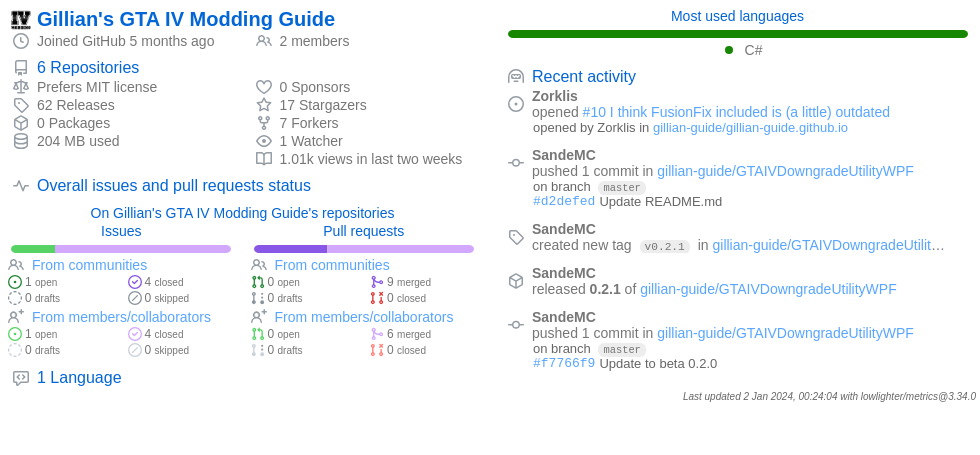 Gillian's GTA IV Modding Guide
Joined GitHub 5 months ago
2 members
6 Repositories
Prefers MIT license
62 Releases
0 Packages
204 MB used
0 Sponsors
17 Stargazers
7 Forkers
1 Watcher
1.01k views in last two weeks
Overall issues and pull requests status
On Gillian's GTA IV Modding Guide's repositories
Issues
From communities
1 open
4 closed
0 drafts
0 skipped
From members/collaborators
1 open
4 closed
0 drafts
0 skipped
Pull requests
From communities
0 open
9 merged
0 drafts
0 closed
From members/collaborators
0 open
6 merged
0 drafts
0 closed
1 Language
Most used languages
C#
Recent activity
Zorklis
opened #10 I think FusionFix included is (a little) outdated
opened by Zorklis in gillian-guide/gillian-guide.github.io
SandeMC
pushed 1 commit in gillian-guide/GTAIVDowngradeUtilityWPF
on branch master
#d2defed Update README.md
SandeMC
created new tag v0.2.1 in gillian-guide/GTAIVDowngradeUtilit…
SandeMC
released 0.2.1 of gillian-guide/GTAIVDowngradeUtilityWPF
SandeMC
pushed 1 commit in gillian-guide/GTAIVDowngradeUtilityWPF
on branch master
#f7766f9 Update to beta 0.2.0
Last updated 2 Jan 2024, 00:24:04 with lowlighter/metrics@3.34.0